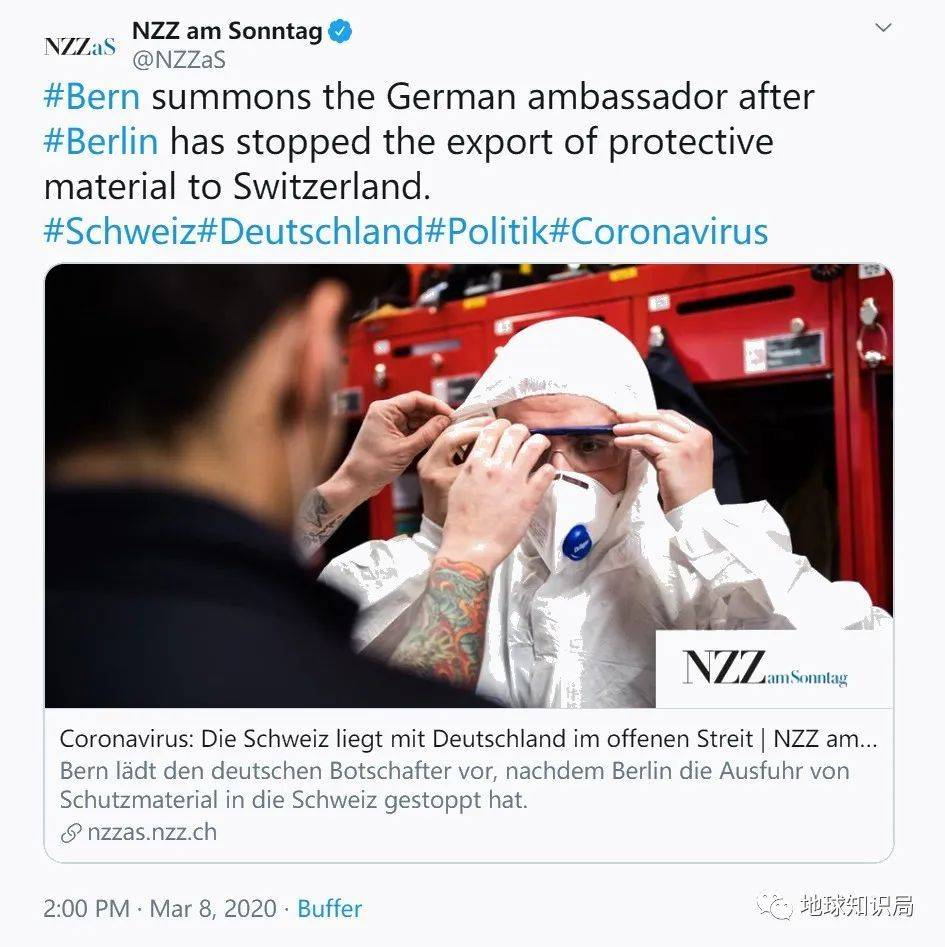 NZZaS
NZZ am Sonntag
@NZZaS
#Bern summons the German ambassador after
#Berlin has stopped the export of protective
material to Switzerland.
#Schweiz#Deutschland#Politik#Coronavirus
129
Dräger
NZZ am Sonntag
Coronavirus: Die Schweiz liegt mit Deutschland im offenen Streit | NZZ am...
Bern lädt den deutschen Botschafter vor, nachdem Berlin die Ausfuhr von
Schutzmaterial in die Schweiz gestoppt hat.
nzzas.nzz.ch
2:00 PM · Mar 8, 2020 · Buffer
地球知识局